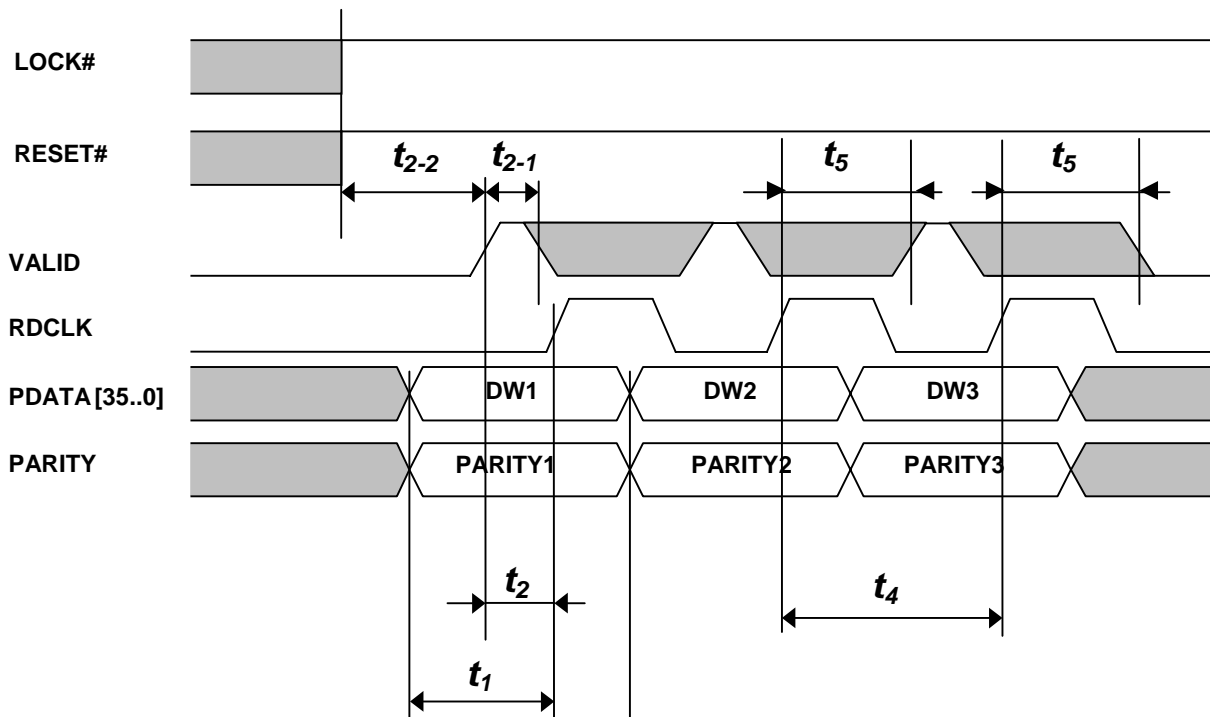 LOCK#
RESET#
t2-2 t2-1 t5 t5
VALID
RDCLK
PDATA[35..0] DW1 DW2 DW3
PARITY PARITY1 PARITY2 PARITY3
t2 t4
t1